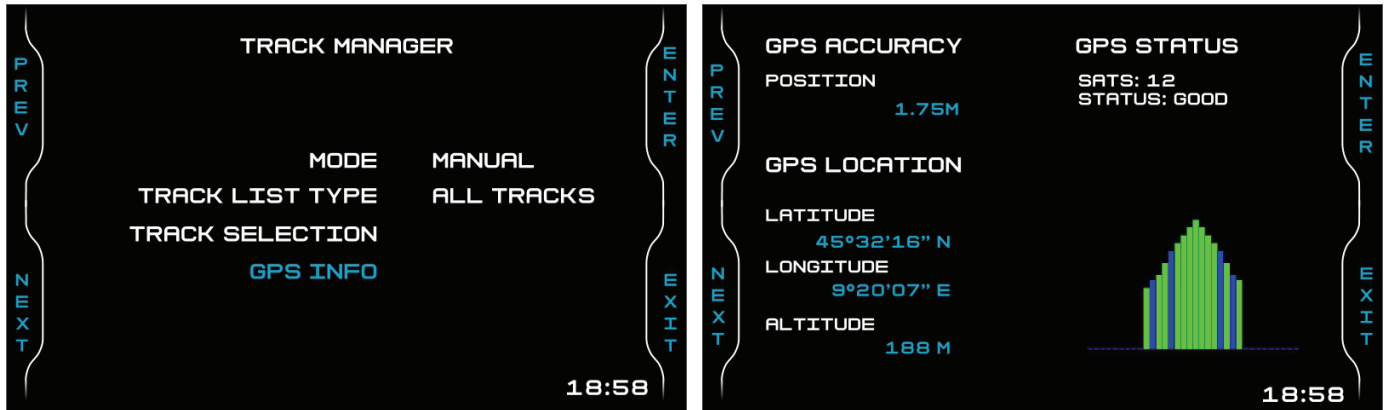 TRACK MANAGER
PREV
ENTER
MODE MANUAL
TRACK LIST TYPE ALL TRACKS
TRACK SELECTION
GPS INFO
NEXT
EXIT
18:58
GPS ACCURACY
GPS STATUS
PREV
ENTER
POSITION
1.75M
SATS: 12
STATUS: GOOD
GPS LOCATION
LATITUDE
45°32'16" N
LONGITUDE
9°20'07" E
ALTITUDE
188 M
NEXT
EXIT
18:58